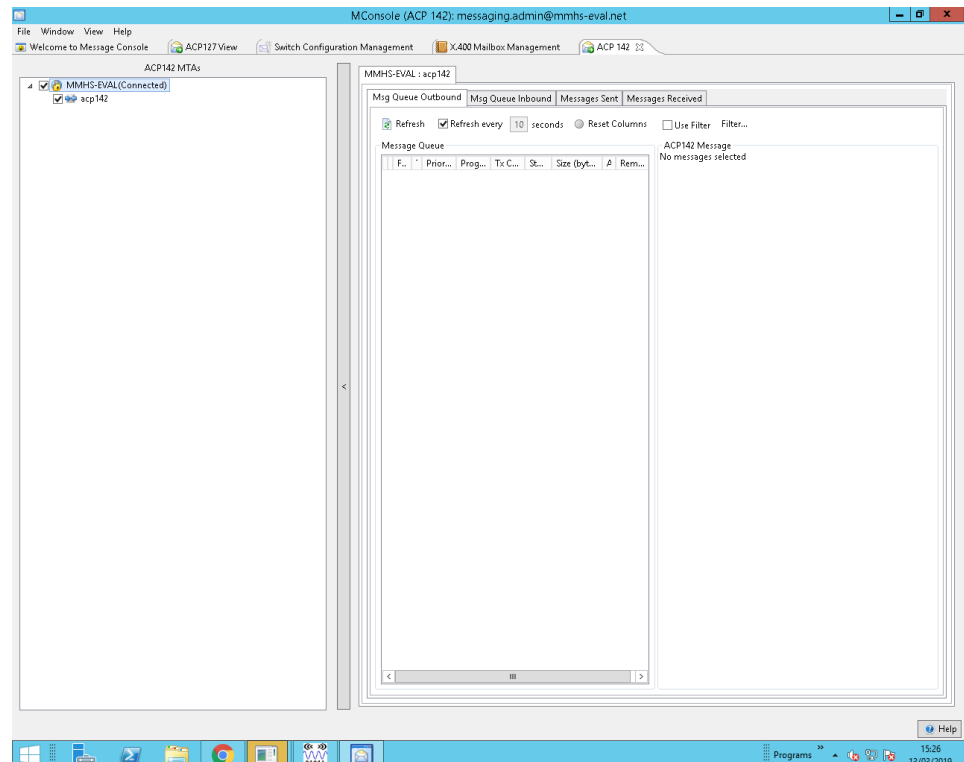 MConsole (ACP 142): messaging.admin@mmhs-eval.net
File Window View Help
Welcome to Message Console ACP127 View Switch Configuration Management X.400 Mailbox Management ACP 142
ACP142 MTAs
MMHS-EVAL(Connected)
acp142
MMHS-EVAL : acp142
Msg Queue Outbound Msg Queue Inbound Messages Sent Messages Received
Refresh Refresh every 10 seconds Reset Columns Use Filter Filter...
Message Queue
F... Prior... Prog... Tx C... St... Size (byt... A Rem...
ACP142 Message
No messages selected
<
Help
Programs
15:26
13/03/2019